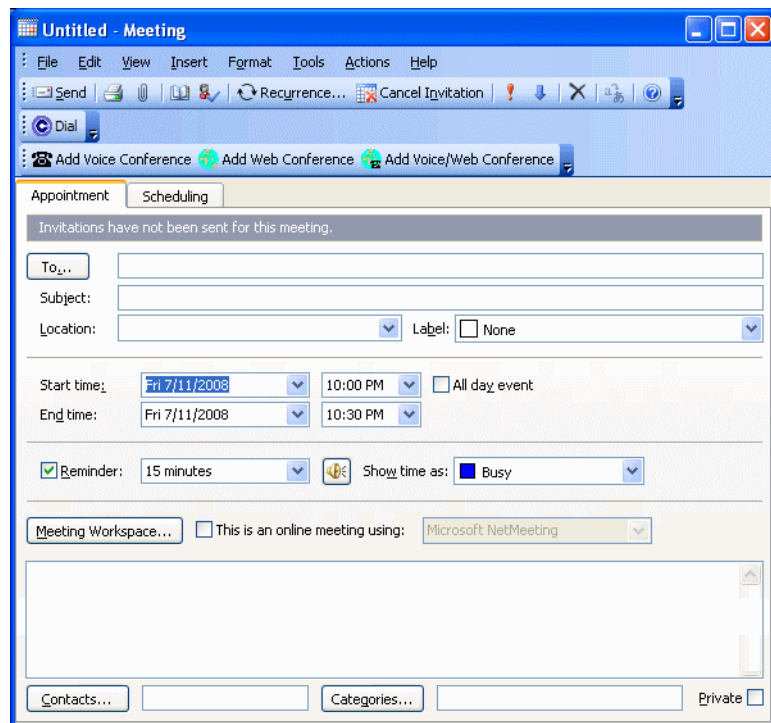 Untitled - Meeting
File Edit View Insert Format Tools Actions Help
Send Recurrence... Cancel Invitation
Dial
Add Voice Conference Add Web Conference Add Voice/Web Conference
Appointment Scheduling
Invitations have not been sent for this meeting.
To...
Subject:
Location: Label: None
Start time: Fri 7/11/2008 10:00 PM All day event
End time: Fri 7/11/2008 10:30 PM
Reminder: 15 minutes Show time as: Busy
Meeting Workspace... This is an online meeting using: Microsoft NetMeeting
Contacts... Categories... Private